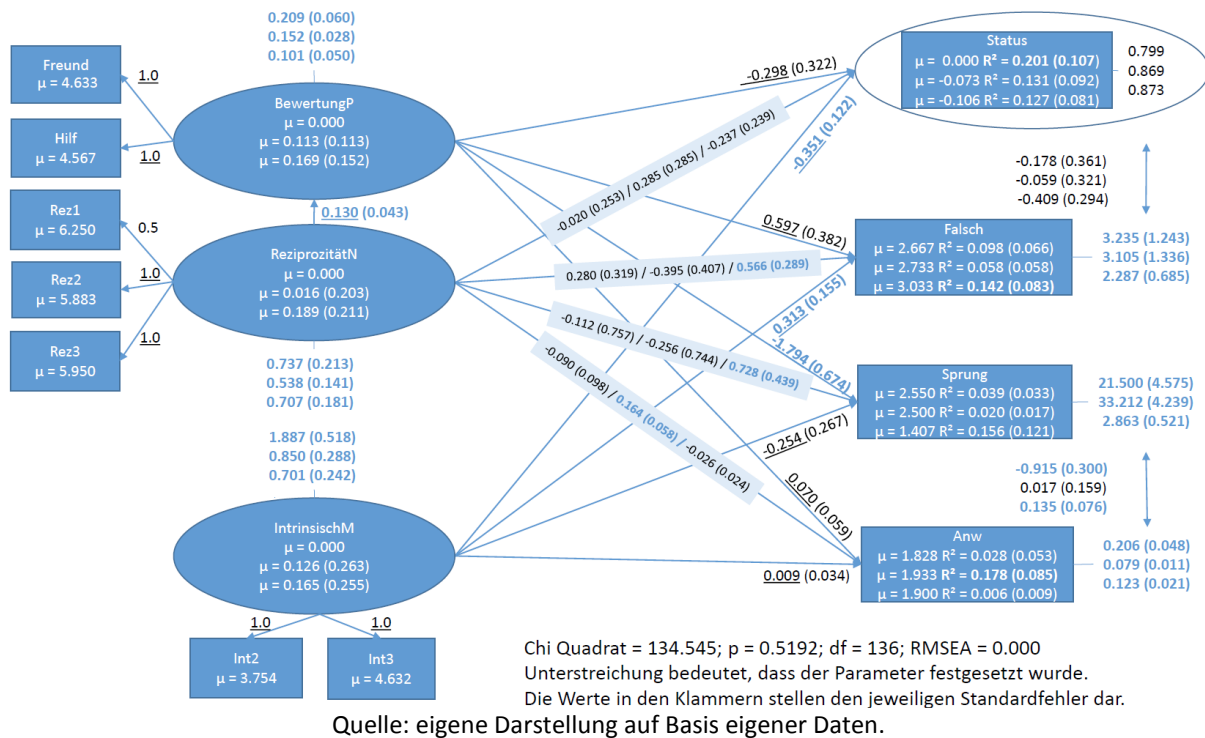 0.209 (0.060)
0.152 (0.028)
0.101 (0.050)
Freund
μ = 4.633
1.0
Hilf
μ = 4.567
1.0
BewertungP
μ = 0.000
μ = 0.113 (0.113)
μ = 0.169 (0.152)
Rez1
μ = 6.250
0.5
Rez2
μ = 5.883
1.0
Rez3
μ = 5.950
1.0
0.130 (0.043)
ReziprozitätN
μ = 0.000
μ = 0.016 (0.203)
μ = 0.189 (0.211)
0.737 (0.213)
0.538 (0.141)
0.707 (0.181)
1.887 (0.518)
0.850 (0.288)
0.701 (0.242)
IntrinsischM
μ = 0.000
μ = 0.126 (0.263)
μ = 0.165 (0.255)
1.0
1.0
Int2
μ = 3.754
Int3
μ = 4.632
-0.298 (0.322)
-0.351 (0.122)
-0.020 (0.253) / 0.285 (0.285) / -0.237 (0.239)
0.597 (0.382)
0.280 (0.319) / -0.395 (0.407) / 0.566 (0.289)
0.313 (0.155)
-1.794 (0.674)
-0.112 (0.757) / -0.256 (0.744) / 0.728 (0.439)
-0.090 (0.098) / 0.164 (0.058) / -0.026 (0.024)
-0.254 (0.267)
0.070 (0.059)
0.009 (0.034)
Status
μ = 0.000 R² = 0.201 (0.107)
μ = -0.073 R² = 0.131 (0.092)
μ = -0.106 R² = 0.127 (0.081)
0.799
0.869
0.873
-0.178 (0.361)
-0.059 (0.321)
-0.409 (0.294)
Falsch
μ = 2.667 R² = 0.098 (0.066)
μ = 2.733 R² = 0.058 (0.058)
μ = 3.033 R² = 0.142 (0.083)
3.235 (1.243)
3.105 (1.336)
2.287 (0.685)
Sprung
μ = 2.550 R² = 0.039 (0.033)
μ = 2.500 R² = 0.020 (0.017)
μ = 1.407 R² = 0.156 (0.121)
21.500 (4.575)
33.212 (4.239)
2.863 (0.521)
-0.915 (0.300)
0.017 (0.159)
0.135 (0.076)
Anw
μ = 1.828 R² = 0.028 (0.053)
μ = 1.933 R² = 0.178 (0.085)
μ = 1.900 R² = 0.006 (0.009)
0.206 (0.048)
0.079 (0.011)
0.123 (0.021)
Chi Quadrat = 134.545; p = 0.5192; df = 136; RMSEA = 0.000
Unterstreichung bedeutet, dass der Parameter festgesetzt wurde.
Die Werte in den Klammern stellen den jeweiligen Standardfehler dar.
Quelle: eigene Darstellung auf Basis eigener Daten.